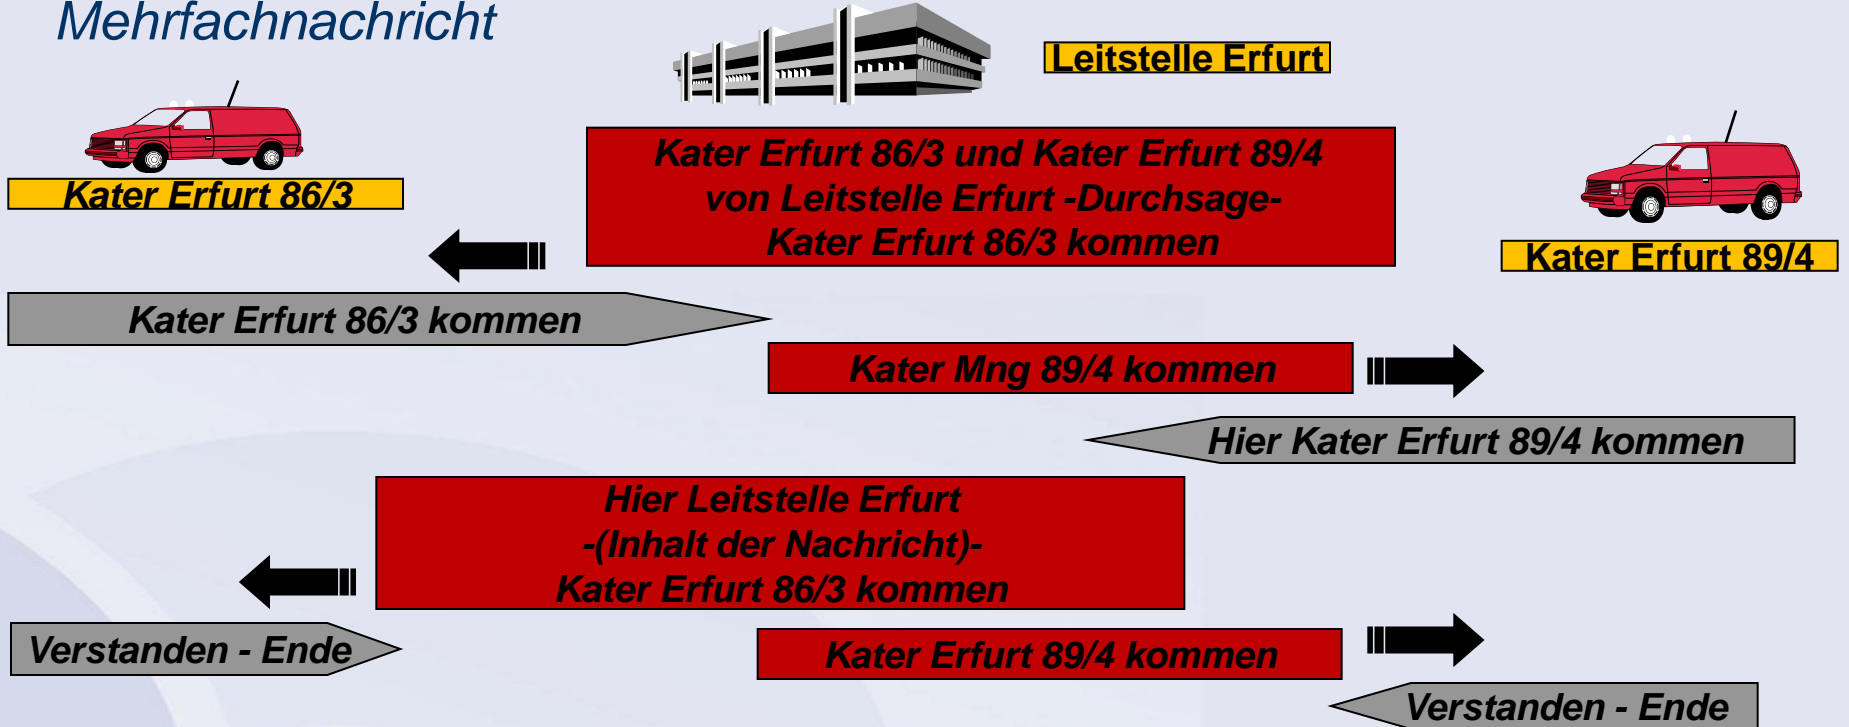 Mehrfachnachricht
Leitstelle Erfurt
Kater Erfurt 86/3
Kater Erfurt 86/3 und Kater Erfurt 89/4
von Leitstelle Erfurt -Durchsage-
Kater Erfurt 86/3 kommen
Kater Erfurt 89/4
Kater Erfurt 86/3 kommen
Kater Mng 89/4 kommen
Hier Kater Erfurt 89/4 kommen
Hier Leitstelle Erfurt
-(Inhalt der Nachricht)-
Kater Erfurt 86/3 kommen
Verstanden - Ende
Kater Erfurt 89/4 kommen
Verstanden - Ende